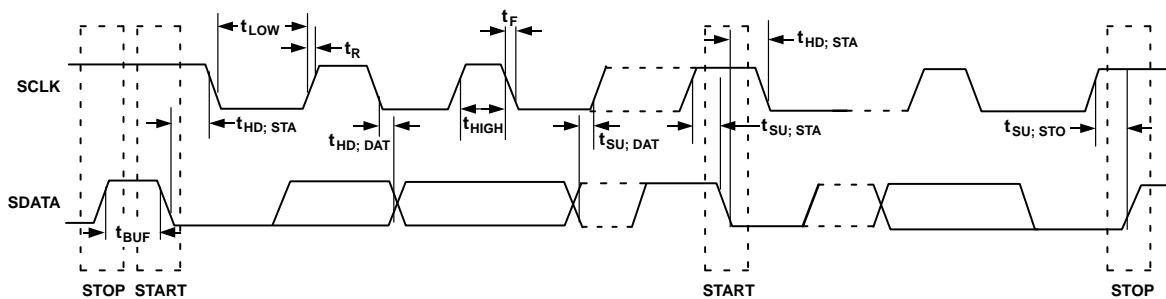 tLOW
tR
tF
tHD; STA
SCLK
tHD; STA
tHD; DAT
tHIGH
tSU; DAT
tSU; STA
tSU; STO
SDATA
tBUF
STOP
START
START
STOP